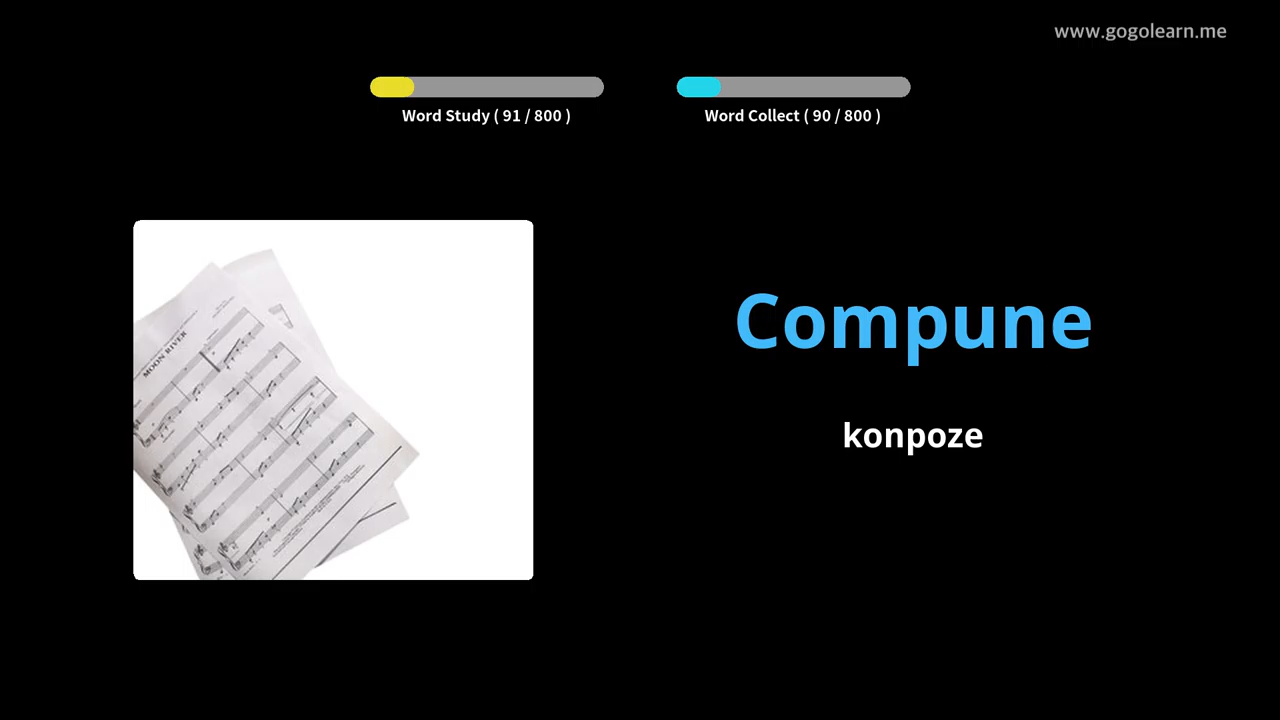 www.gogolearn.me
Word Study ( 91 / 800 )
Word Collect ( 90 / 800 )
MOON RIVER
Compune
konpoze